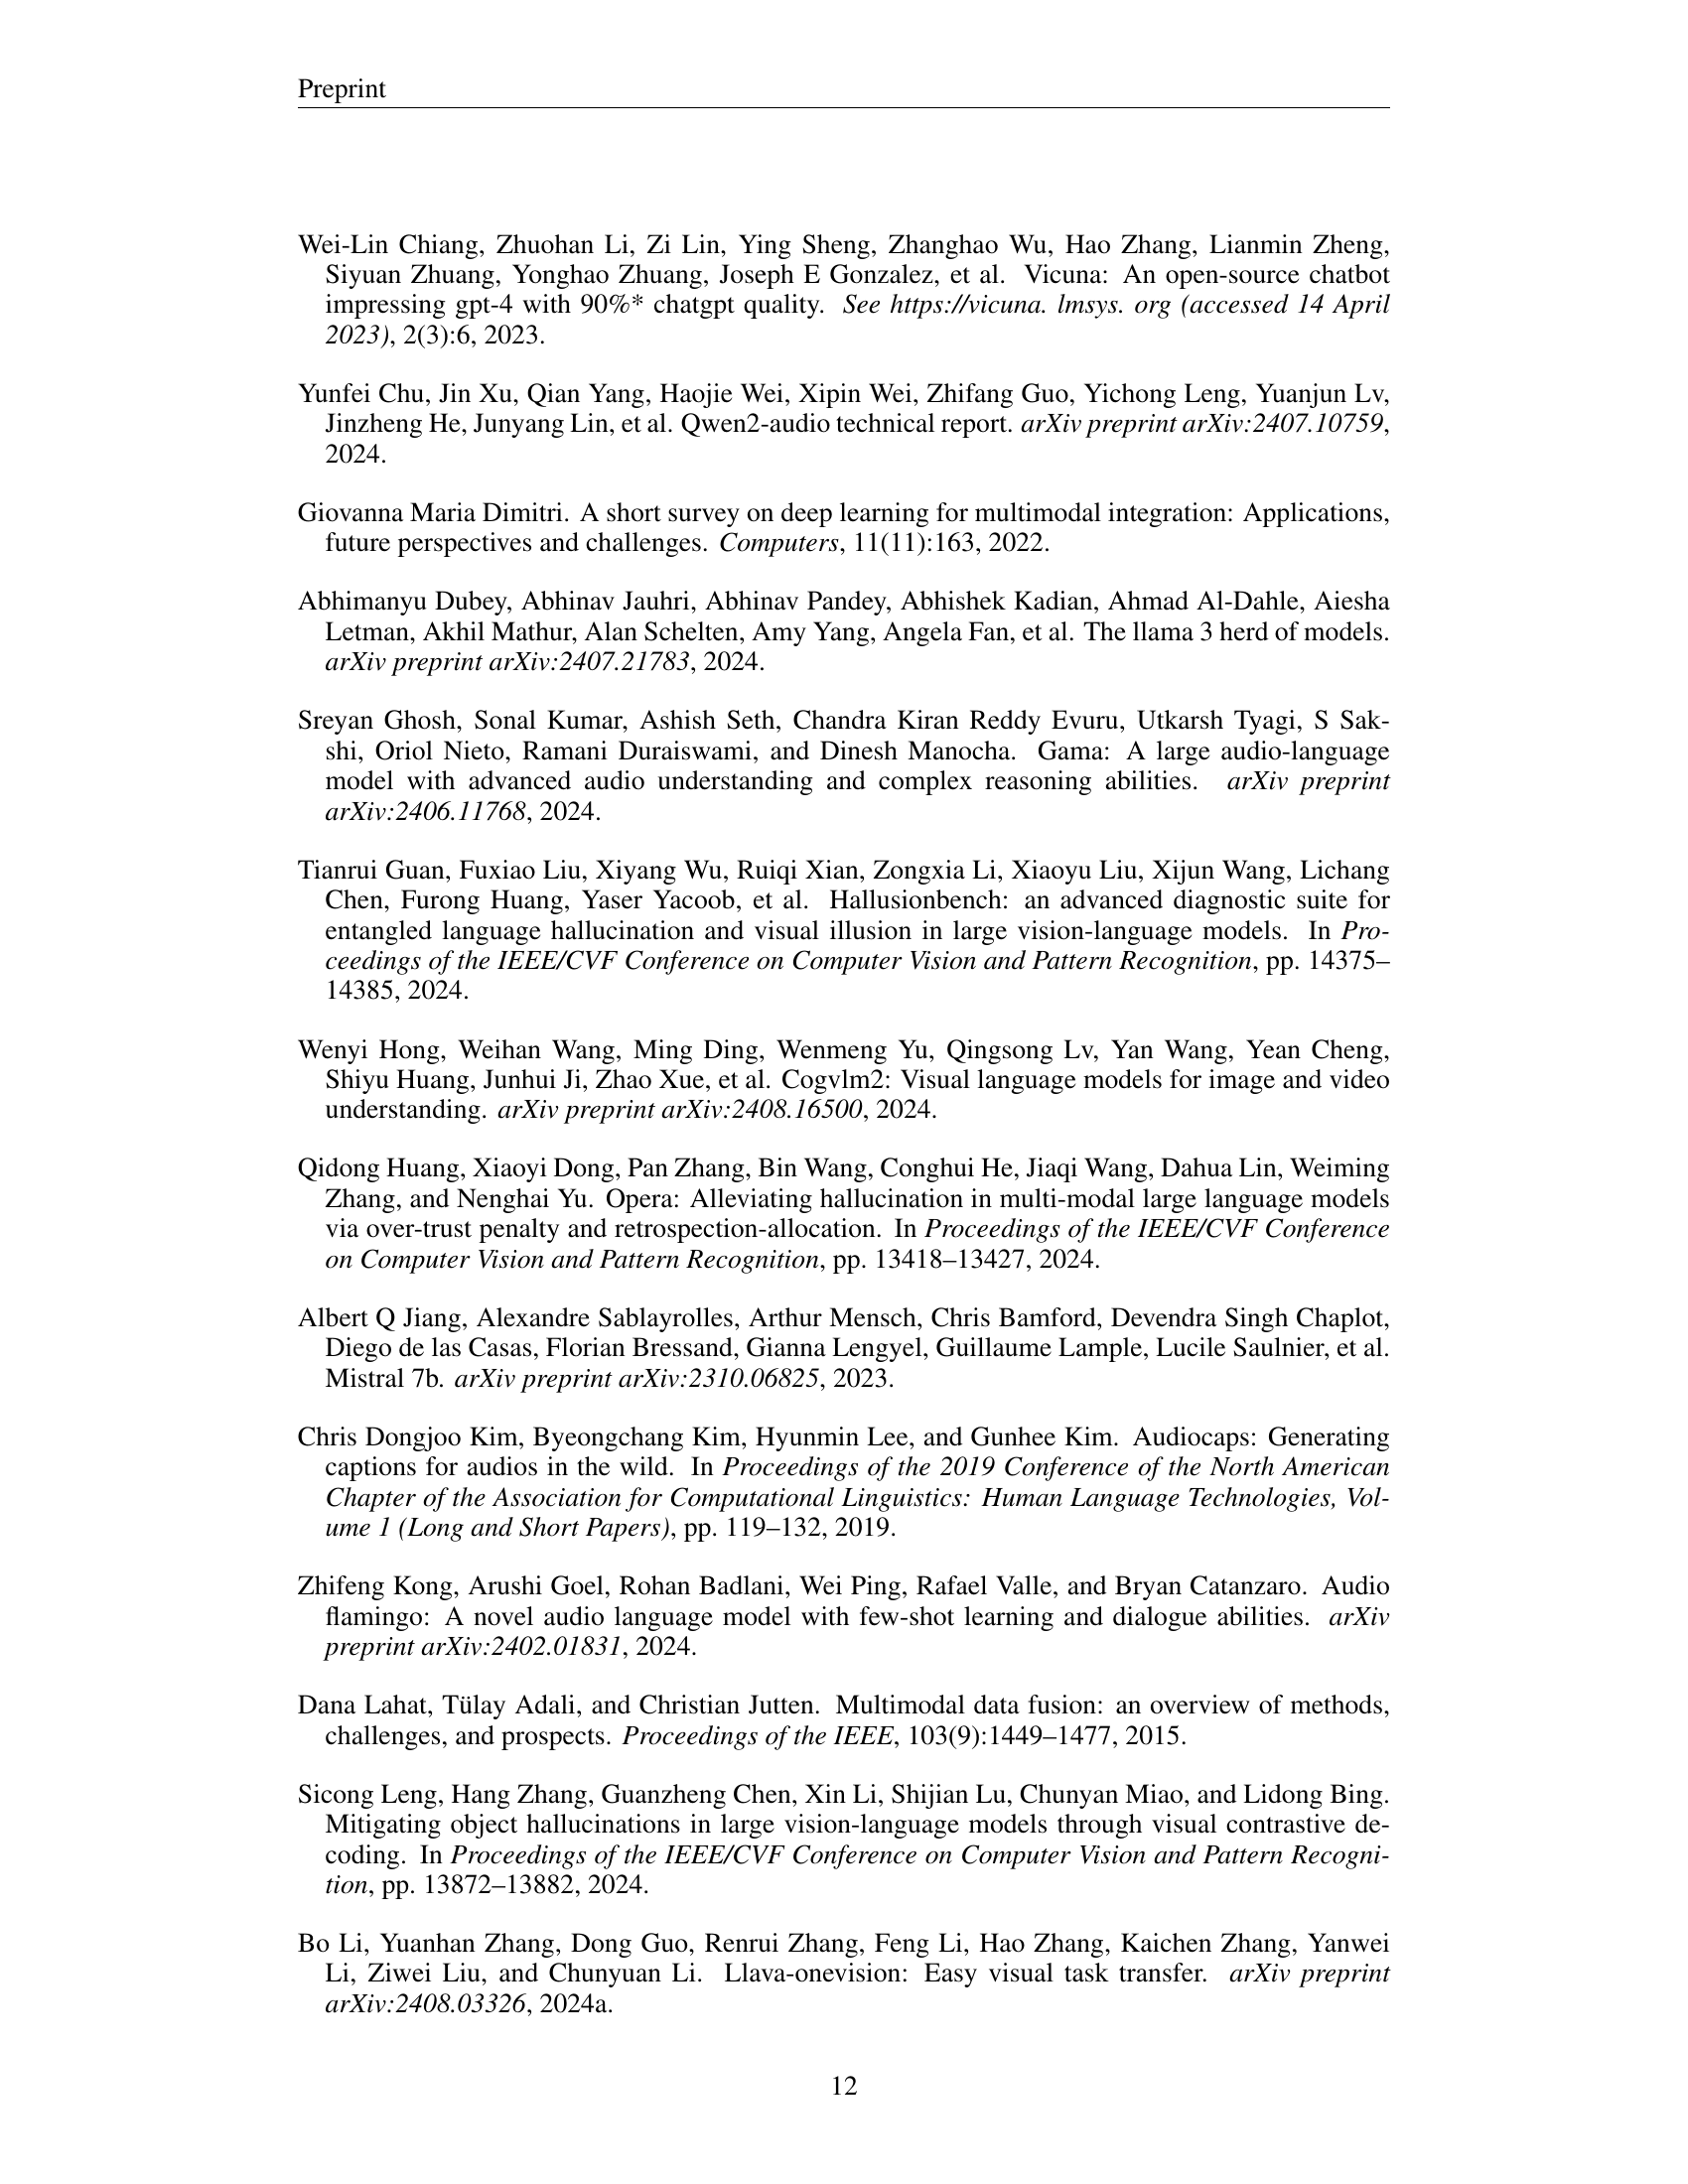 Preprint
Wei-Lin Chiang, Zhuohan Li, Zi Lin, Ying Sheng, Zhanghao Wu, Hao Zhang, Lianmin Zheng,
Siyuan Zhuang, Yonghao Zhuang, Joseph E Gonzalez, et al. Vicuna: An open-source chatbot
impressing gpt-4 with 90%* chatgpt quality. See https://vicuna. lmsys. org (accessed 14 April
2023), 2(3):6, 2023.
Yunfei Chu, Jin Xu, Qian Yang, Haojie Wei, Xipin Wei, Zhifang Guo, Yichong Leng, Yuanjun Lv,
Jinzheng He, Junyang Lin, et al. Qwen2-audio technical report. arXiv preprint arXiv:2407.10759,
2024.
Giovanna Maria Dimitri. A short survey on deep learning for multimodal integration: Applications,
future perspectives and challenges. Computers, 11(11):163, 2022.
Abhimanyu Dubey, Abhinav Jauhri, Abhinav Pandey, Abhishek Kadian, Ahmad Al-Dahle, Aiesha
Letman, Akhil Mathur, Alan Schelten, Amy Yang, Angela Fan, et al. The llama 3 herd of models.
arXiv preprint arXiv:2407.21783, 2024.
Sreyan Ghosh, Sonal Kumar, Ashish Seth, Chandra Kiran Reddy Evuru, Utkarsh Tyagi, S Sak-
shi, Oriol Nieto, Ramani Duraiswami, and Dinesh Manocha. Gama: A large audio-language
model with advanced audio understanding and complex reasoning abilities. arXiv preprint
arXiv:2406.11768, 2024.
Tianrui Guan, Fuxiao Liu, Xiyang Wu, Ruiqi Xian, Zongxia Li, Xiaoyu Liu, Xijun Wang, Lichang
Chen, Furong Huang, Yaser Yacoob, et al. Hallusionbench: an advanced diagnostic suite for
entangled language hallucination and visual illusion in large vision-language models. In Pro-
ceedings of the IEEE/CVF Conference on Computer Vision and Pattern Recognition, pp. 14375–
14385, 2024.
Wenyi Hong, Weihan Wang, Ming Ding, Wenmeng Yu, Qingsong Lv, Yan Wang, Yean Cheng,
Shiyu Huang, Junhui Ji, Zhao Xue, et al. Cogvlm2: Visual language models for image and video
understanding. arXiv preprint arXiv:2408.16500, 2024.
Qidong Huang, Xiaoyi Dong, Pan Zhang, Bin Wang, Conghui He, Jiaqi Wang, Dahua Lin, Weiming
Zhang, and Nenghai Yu. Opera: Alleviating hallucination in multi-modal large language models
via over-trust penalty and retrospection-allocation. In Proceedings of the IEEE/CVF Conference
on Computer Vision and Pattern Recognition, pp. 13418–13427, 2024.
Albert Q Jiang, Alexandre Sablayrolles, Arthur Mensch, Chris Bamford, Devendra Singh Chaplot,
Diego de las Casas, Florian Bressand, Gianna Lengyel, Guillaume Lample, Lucile Saulnier, et al.
Mistral 7b. arXiv preprint arXiv:2310.06825, 2023.
Chris Dongjoo Kim, Byeongchang Kim, Hyunmin Lee, and Gunhee Kim. Audiocaps: Generating
captions for audios in the wild. In Proceedings of the 2019 Conference of the North American
Chapter of the Association for Computational Linguistics: Human Language Technologies, Vol-
ume 1 (Long and Short Papers), pp. 119–132, 2019.
Zhifeng Kong, Arushi Goel, Rohan Badlani, Wei Ping, Rafael Valle, and Bryan Catanzaro. Audio
flamingo: A novel audio language model with few-shot learning and dialogue abilities. arXiv
preprint arXiv:2402.01831, 2024.
Dana Lahat, Tülay Adali, and Christian Jutten. Multimodal data fusion: an overview of methods,
challenges, and prospects. Proceedings of the IEEE, 103(9):1449–1477, 2015.
Sicong Leng, Hang Zhang, Guanzheng Chen, Xin Li, Shijian Lu, Chunyan Miao, and Lidong Bing.
Mitigating object hallucinations in large vision-language models through visual contrastive de-
coding. In Proceedings of the IEEE/CVF Conference on Computer Vision and Pattern Recogni-
tion, pp. 13872–13882, 2024.
Bo Li, Yuanhan Zhang, Dong Guo, Renrui Zhang, Feng Li, Hao Zhang, Kaichen Zhang, Yanwei
Li, Ziwei Liu, and Chunyuan Li. Llava-onevision: Easy visual task transfer. arXiv preprint
arXiv:2408.03326, 2024a.
12